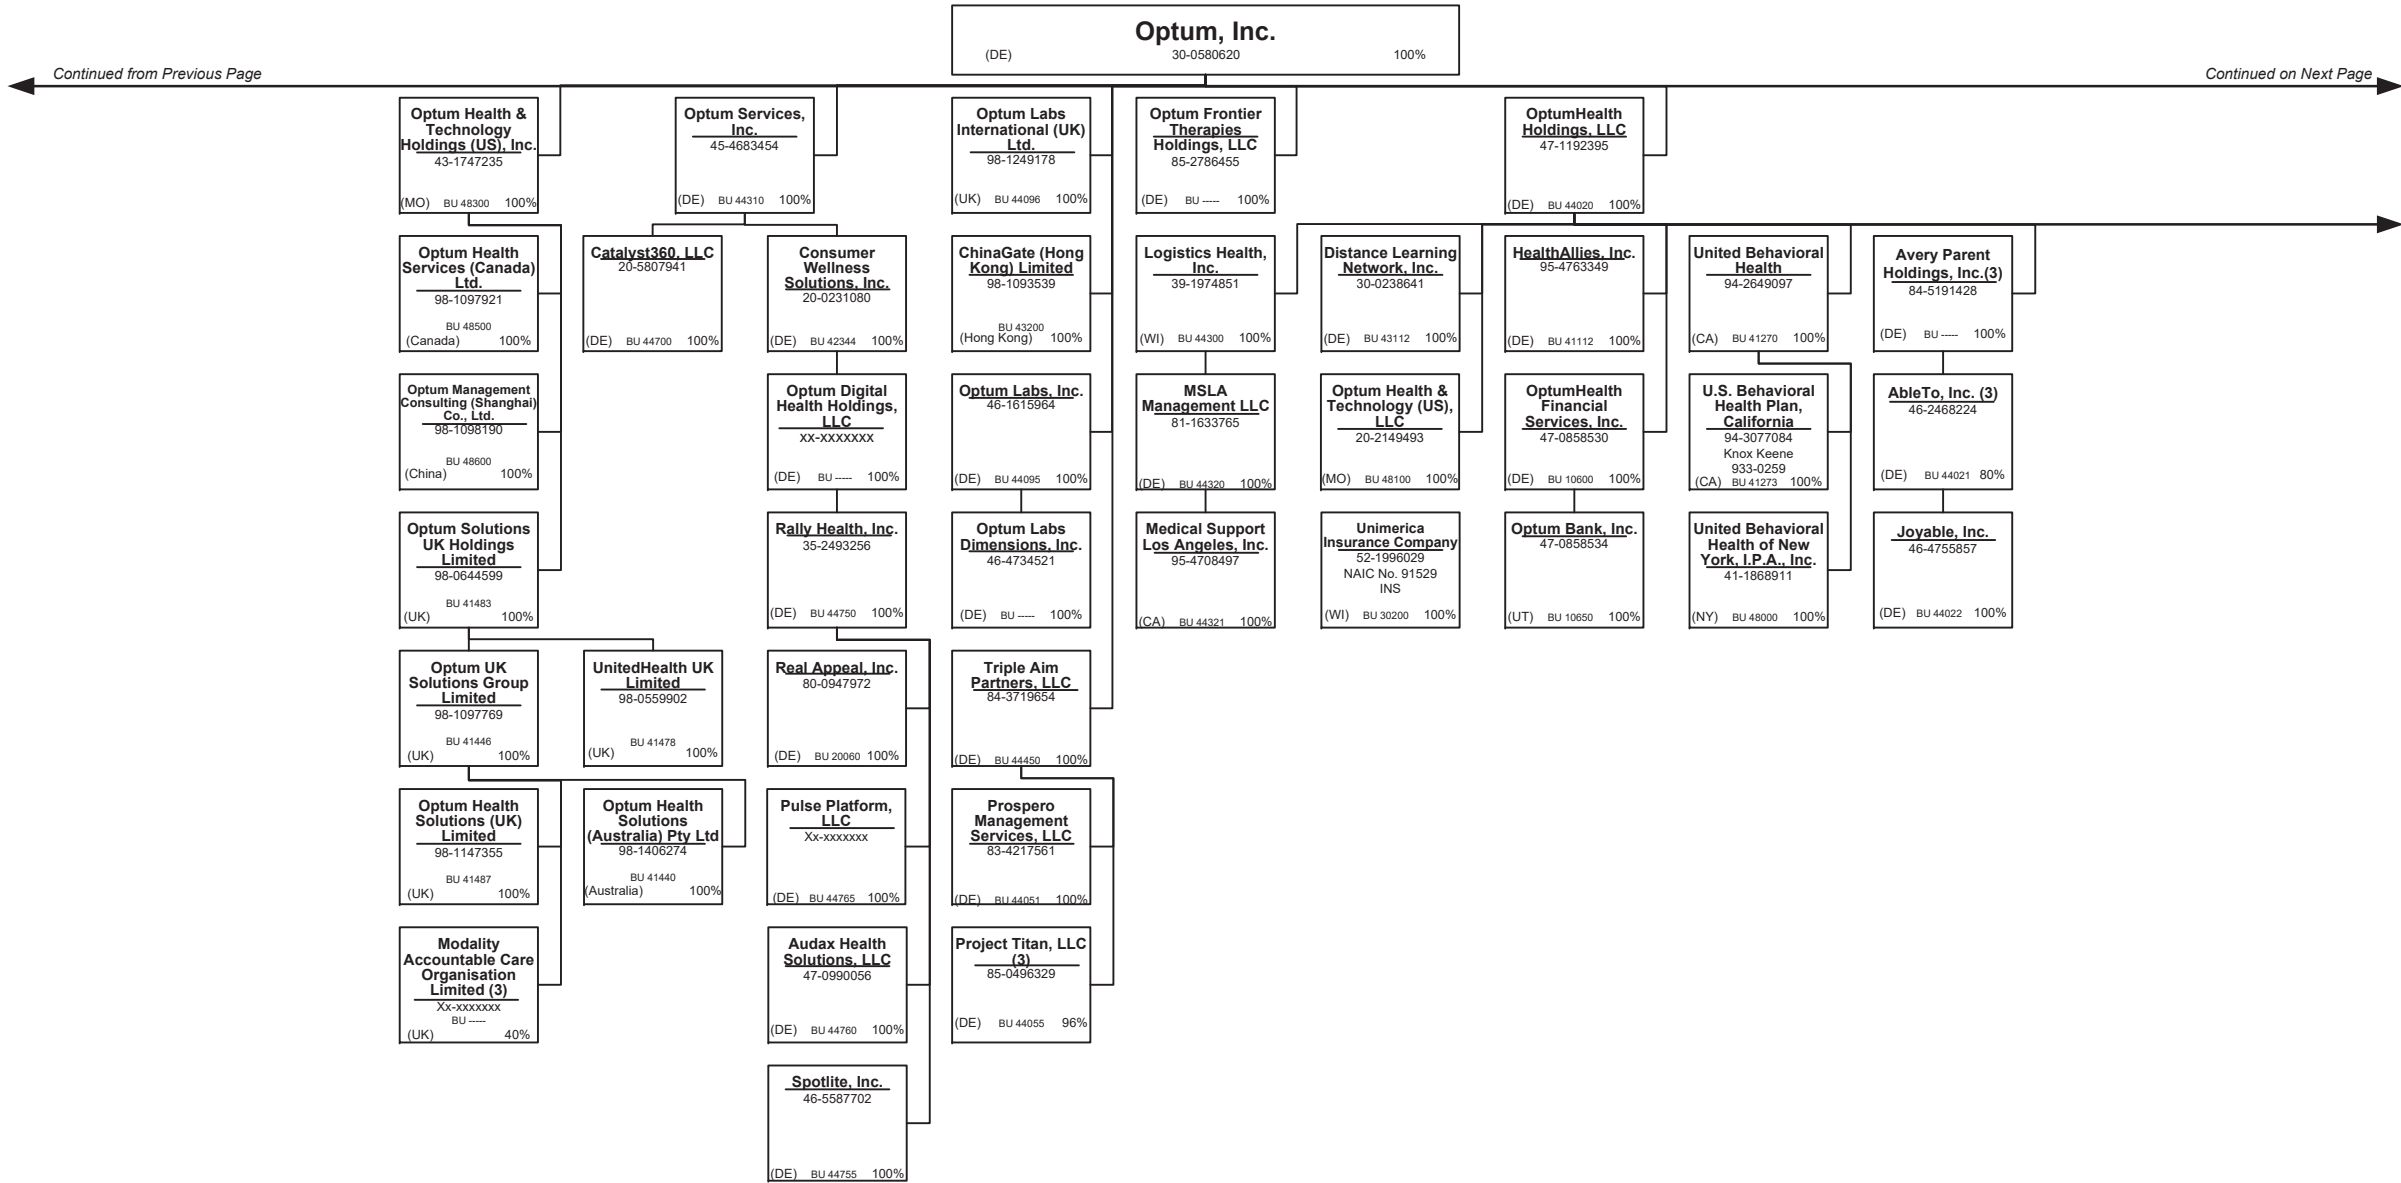 Optum, Inc.
(DE) 30-0580620 100%
Continued from Previous Page
Continued on Next Page
Optum Health &
Technology
Holdings (US), Inc.
43-1747235
(MO) BU 48300 100%
Optum Services,
Inc.
45-4683454
(DE) BU 44310 100%
Optum Labs
International (UK)
Ltd.
98-1249178
(UK) BU 44096 100%
Optum Frontier
Therapies
Holdings, LLC
85-2786455
(DE) BU ----- 100%
OptumHealth
Holdings, LLC
47-1192395
(DE) BU 44020 100%
Optum Health
Services (Canada)
Ltd.
98-1097921
BU 48500
(Canada) 100%
Catalyst360, LLC
20-5807941
(DE) BU 44700 100%
Consumer
Wellness
Solutions, Inc.
20-0231080
(DE) BU 42344 100%
ChinaGate (Hong
Kong) Limited
98-1093539
BU 43200
(Hong Kong) 100%
Logistics Health,
Inc.
39-1974851
(WI) BU 44300 100%
Distance Learning
Network, Inc.
30-0238641
(DE) BU 43112 100%
HealthAllies, Inc.
95-4763349
(DE) BU 41112 100%
United Behavioral
Health
94-2649097
(CA) BU 41270 100%
Avery Parent
Holdings, Inc.(3)
84-5191428
(DE) BU ----- 100%
Optum Management
Consulting (Shanghai)
Co., Ltd.
98-1098190
BU 48600
(China) 100%
Optum Digital
Health Holdings,
LLC
xx-xxxxxxx
(DE) BU ----- 100%
Optum Labs, Inc.
46-1615964
(DE) BU 44095 100%
MSLA
Management LLC
81-1633765
(DE) BU 44320 100%
Optum Health &
Technology (US),
LLC
20-2149493
(MO) BU 48100 100%
OptumHealth
Financial
Services, Inc.
47-0858530
(DE) BU 10600 100%
U.S. Behavioral
Health Plan,
California
94-3077084
Knox Keene
933-0259
(CA) BU 41273 100%
AbleTo, Inc. (3)
46-2468224
(DE) BU 44021 80%
Optum Solutions
UK Holdings
Limited
98-0644599
BU 41483
(UK) 100%
Rally Health, Inc.
35-2493256
(DE) BU 44750 100%
Optum Labs
Dimensions, Inc.
46-4734521
(DE) BU ----- 100%
Medical Support
Los Angeles, Inc.
95-4708497
(CA) BU 44321 100%
Unimerica
Insurance Company
52-1996029
NAIC No. 91529
INS
(WI) BU 30200 100%
Optum Bank, Inc.
47-0858534
(UT) BU 10650 100%
United Behavioral
Health of New
York, I.P.A., Inc.
41-1868911
(NY) BU 48000 100%
Joyable, Inc.
46-4755857
(DE) BU 44022 100%
Optum UK
Solutions Group
Limited
98-1097769
BU 41446
(UK) 100%
UnitedHealth UK
Limited
98-0559902
BU 41478
(UK) 100%
Real Appeal, Inc.
80-0947972
(DE) BU 20060 100%
Triple Aim
Partners, LLC
84-3719654
(DE) BU 44450 100%
Optum Health
Solutions (UK)
Limited
98-1147355
BU 41487
(UK) 100%
Optum Health
Solutions
(Australia) Pty Ltd
98-1406274
BU 41440
(Australia) 100%
Pulse Platform,
LLC
Xx-xxxxxxx
(DE) BU 44765 100%
Prospero
Management
Services, LLC
83-4217561
(DE) BU 44051 100%
Modality
Accountable Care
Organisation
Limited (3)
Xx-xxxxxxx
BU -----
(UK) 40%
Audax Health
Solutions, LLC
47-0990056
(DE) BU 44760 100%
Project Titan, LLC
(3)
85-0496329
(DE) BU 44055 96%
Spotlite, Inc.
46-5587702
(DE) BU 44755 100%